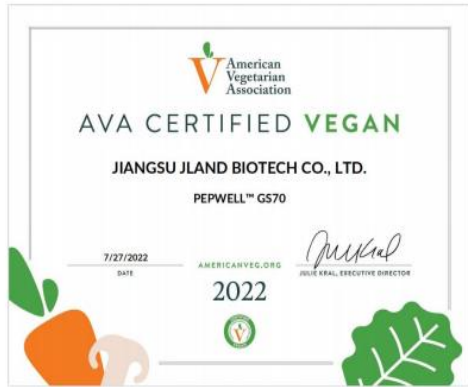 American
Vegetarian
Association
AVA CERTIFIED VEGAN
JIANGSU JLAND BIOTECH CO., LTD.
PEPWELL™ GS70
7/27/2022
DATE
AMERICANVEG.ORG
2022
JULIE KRAL, EXECUTIVE DIRECTOR